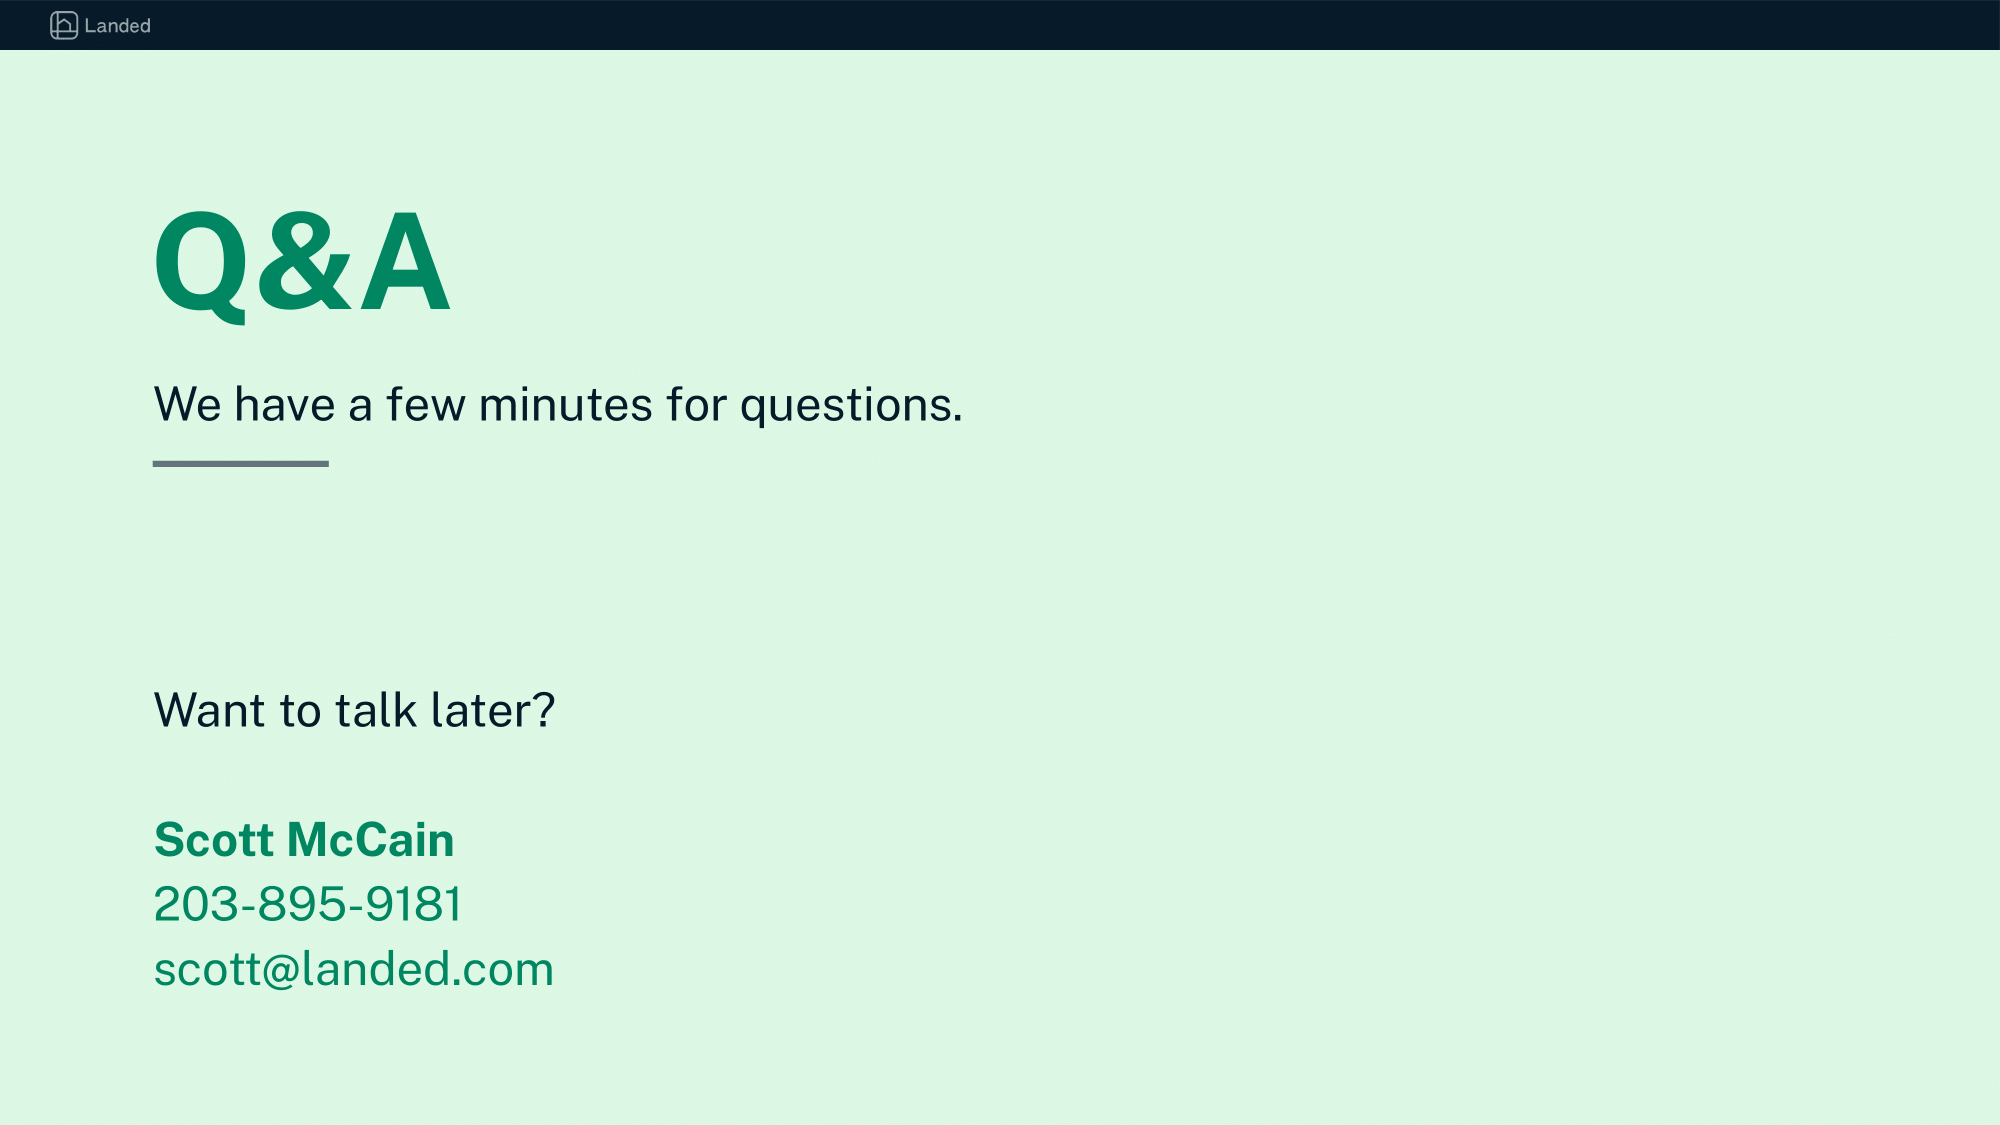 Landed
Q&A
We have a few minutes for questions.
Want to talk later?
Scott McCain
203-895-9181
scott@landed.com